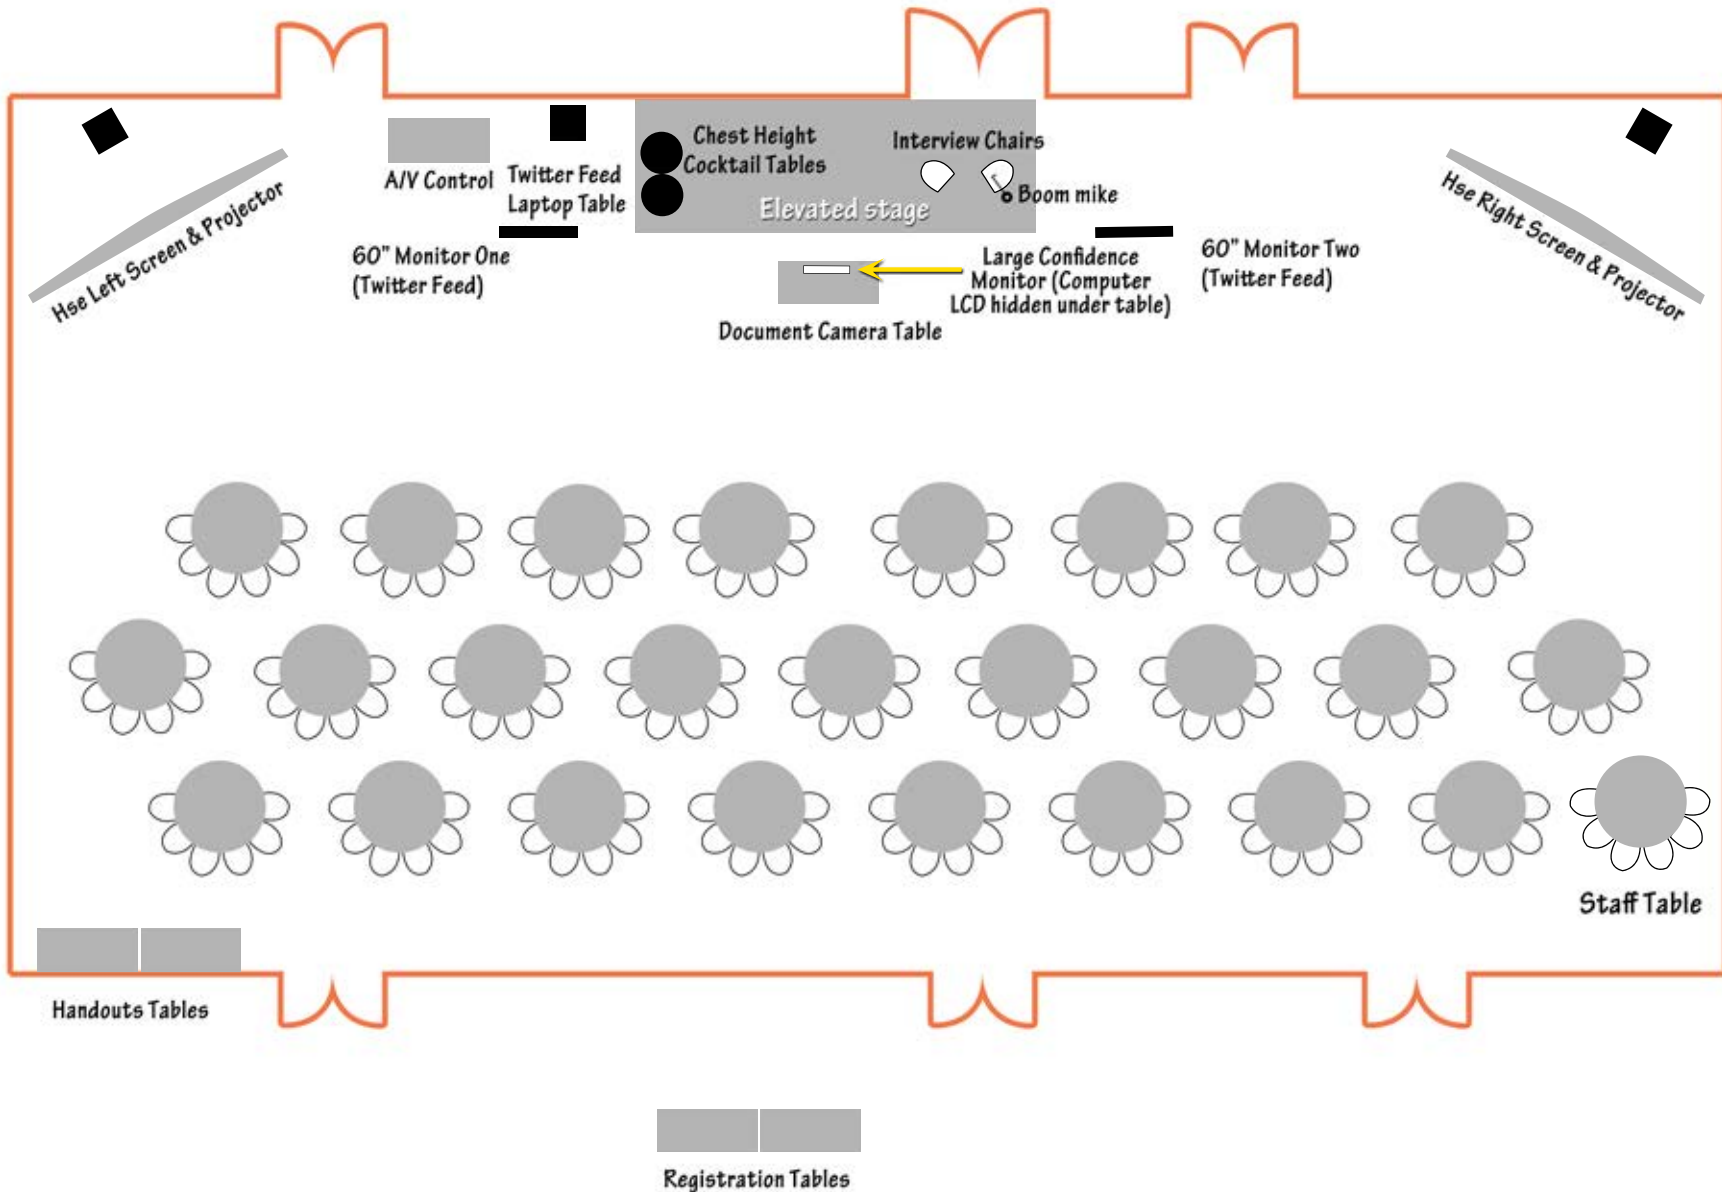 Chest Height
Cocktail Tables
Interview Chairs
Boom mike
Elevated stage
A/V Control
Twitter Feed
Laptop Table
Hse Left Screen & Projector
Hse Right Screen & Projector
60" Monitor One
(Twitter Feed)
Large Confidence
Monitor (Computer
LCD hidden under table)
60" Monitor Two
(Twitter Feed)
Document Camera Table
Staff Table
Handouts Tables
Registration Tables